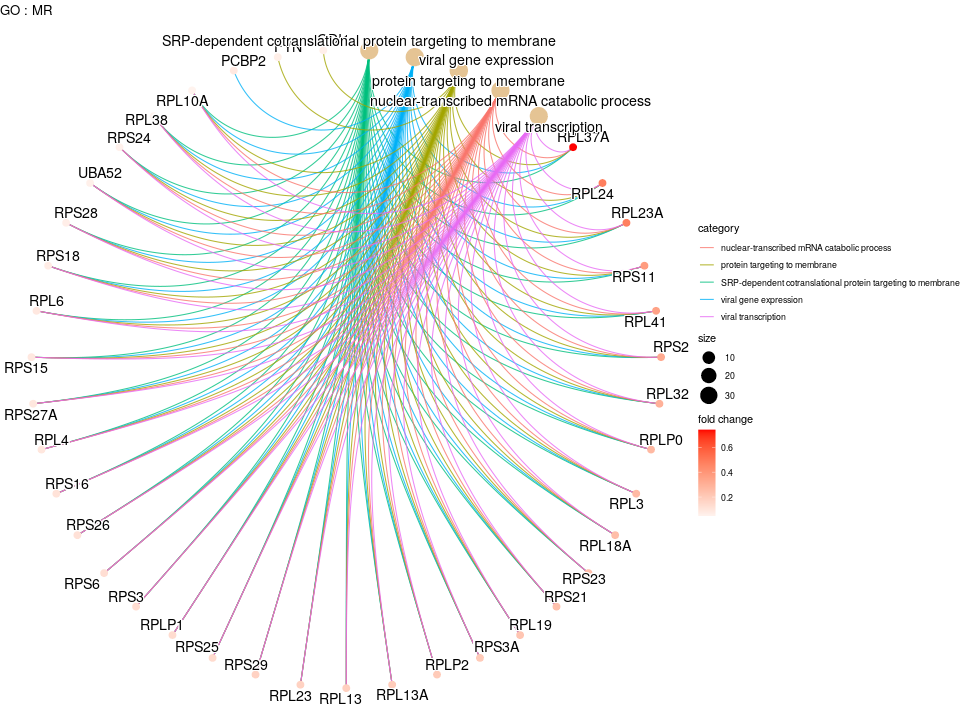 GO : MR
SRP-dependent cotranslational protein targeting to membrane
viral gene expression
PCBP2
protein targeting to membrane
RPL10A
nuclear-transcribed mRNA catabolic process
RPL38
viral transcription
RPS24
RPL37A
UBA52
RPL24
RPS28
RPL23A
RPS18
RPS11
RPL6
RPL41
RPS15
RPS2
RPS27A
RPL32
RPL4
RPLP0
RPS16
RPL3
RPS26
RPL18A
RPS6
RPS23
RPS3
RPS21
RPLP1
RPL19
RPS25
RPS3A
RPS29
RPLP2
RPL23
RPL13
RPL13A
category
nuclear-transcribed mRNA catabolic process
protein targeting to membrane
SRP-dependent cotranslational protein targeting to membrane
viral gene expression
viral transcription
size
10
20
30
fold change
0.6
0.4
0.2